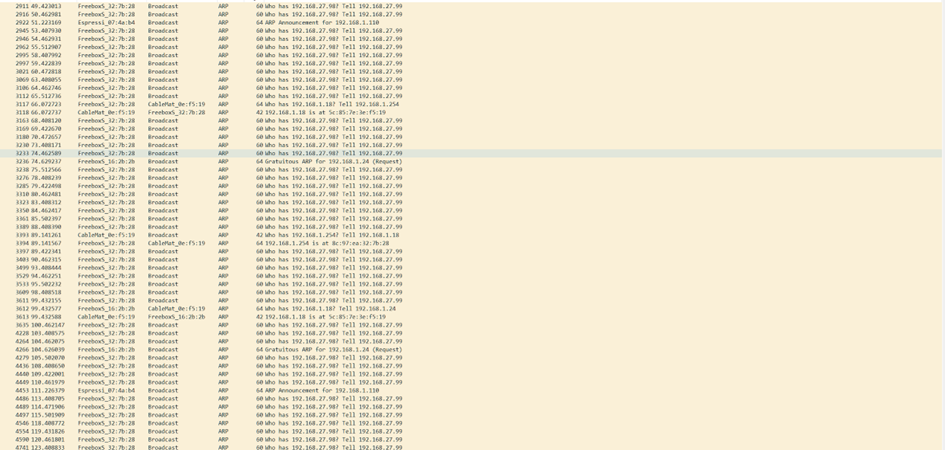 2911 49.423013 FreeboxS_32:7b:28 Broadcast ARP 60 Who has 192.168.27.98? Tell 192.168.27.99
2916 50.462981 FreeboxS_32:7b:28 Broadcast ARP 60 Who has 192.168.27.98? Tell 192.168.27.99
2922 51.223169 Espressi_07:4a:b4 Broadcast ARP 64 ARP Announcement for 192.168.1.110
2945 53.407930 FreeboxS_32:7b:28 Broadcast ARP 60 Who has 192.168.27.98? Tell 192.168.27.99
2946 54.462931 FreeboxS_32:7b:28 Broadcast ARP 60 Who has 192.168.27.98? Tell 192.168.27.99
2962 55.512907 FreeboxS_32:7b:28 Broadcast ARP 60 Who has 192.168.27.98? Tell 192.168.27.99
2995 58.407992 FreeboxS_32:7b:28 Broadcast ARP 60 Who has 192.168.27.98? Tell 192.168.27.99
2997 59.422839 FreeboxS_32:7b:28 Broadcast ARP 60 Who has 192.168.27.98? Tell 192.168.27.99
3021 60.472818 FreeboxS_32:7b:28 Broadcast ARP 60 Who has 192.168.27.98? Tell 192.168.27.99
3069 63.408055 FreeboxS_32:7b:28 Broadcast ARP 60 Who has 192.168.27.98? Tell 192.168.27.99
3106 64.462746 FreeboxS_32:7b:28 Broadcast ARP 60 Who has 192.168.27.98? Tell 192.168.27.99
3112 65.512736 FreeboxS_32:7b:28 Broadcast ARP 60 Who has 192.168.27.98? Tell 192.168.27.99
3117 66.072723 FreeboxS_32:7b:28 CableMat_0e:f5:19 ARP 64 Who has 192.168.1.18? Tell 192.168.1.254
3118 66.072737 CableMat_0e:f5:19 FreeboxS_32:7b:28 ARP 42 192.168.1.18 is at 5c:85:7e:3e:f5:19
3163 68.408120 FreeboxS_32:7b:28 Broadcast ARP 60 Who has 192.168.27.98? Tell 192.168.27.99
3169 69.422670 FreeboxS_32:7b:28 Broadcast ARP 60 Who has 192.168.27.98? Tell 192.168.27.99
3180 70.472657 FreeboxS_32:7b:28 Broadcast ARP 60 Who has 192.168.27.98? Tell 192.168.27.99
3230 73.408171 FreeboxS_32:7b:28 Broadcast ARP 60 Who has 192.168.27.98? Tell 192.168.27.99
3233 74.462589 FreeboxS_32:7b:28 Broadcast ARP 60 Who has 192.168.27.98? Tell 192.168.27.99
3236 74.629237 FreeboxS_16:2b:2b Broadcast ARP 64 Gratuitous ARP for 192.168.1.24 (Request)
3238 75.512566 FreeboxS_32:7b:28 Broadcast ARP 60 Who has 192.168.27.98? Tell 192.168.27.99
3276 78.408239 FreeboxS_32:7b:28 Broadcast ARP 60 Who has 192.168.27.98? Tell 192.168.27.99
3285 79.422498 FreeboxS_32:7b:28 Broadcast ARP 60 Who has 192.168.27.98? Tell 192.168.27.99
3310 80.462481 FreeboxS_32:7b:28 Broadcast ARP 60 Who has 192.168.27.98? Tell 192.168.27.99
3323 83.408312 FreeboxS_32:7b:28 Broadcast ARP 60 Who has 192.168.27.98? Tell 192.168.27.99
3350 84.462417 FreeboxS_32:7b:28 Broadcast ARP 60 Who has 192.168.27.98? Tell 192.168.27.99
3361 85.502397 FreeboxS_32:7b:28 Broadcast ARP 60 Who has 192.168.27.98? Tell 192.168.27.99
3389 88.408390 FreeboxS_32:7b:28 Broadcast ARP 60 Who has 192.168.27.98? Tell 192.168.27.99
3393 89.141261 CableMat_0e:f5:19 FreeboxS_32:7b:28 ARP 42 Who has 192.168.1.254? Tell 192.168.1.18
3394 89.141567 FreeboxS_32:7b:28 CableMat_0e:f5:19 ARP 64 192.168.1.254 is at 8c:97:ea:32:7b:28
3397 89.422341 FreeboxS_32:7b:28 Broadcast ARP 60 Who has 192.168.27.98? Tell 192.168.27.99
3403 90.462315 FreeboxS_32:7b:28 Broadcast ARP 60 Who has 192.168.27.98? Tell 192.168.27.99
3499 93.408444 FreeboxS_32:7b:28 Broadcast ARP 60 Who has 192.168.27.98? Tell 192.168.27.99
3529 94.462251 FreeboxS_32:7b:28 Broadcast ARP 60 Who has 192.168.27.98? Tell 192.168.27.99
3533 95.502232 FreeboxS_32:7b:28 Broadcast ARP 60 Who has 192.168.27.98? Tell 192.168.27.99
3609 98.408518 FreeboxS_32:7b:28 Broadcast ARP 60 Who has 192.168.27.98? Tell 192.168.27.99
3611 99.432155 FreeboxS_32:7b:28 Broadcast ARP 60 Who has 192.168.27.98? Tell 192.168.27.99
3612 99.432577 FreeboxS_16:2b:2b CableMat_0e:f5:19 ARP 64 Who has 192.168.1.18? Tell 192.168.1.24
3613 99.432588 CableMat_0e:f5:19 FreeboxS_16:2b:2b ARP 42 192.168.1.18 is at 5c:85:7e:3e:f5:19
3635 100.462147 FreeboxS_32:7b:28 Broadcast ARP 60 Who has 192.168.27.98? Tell 192.168.27.99
4228 103.408575 FreeboxS_32:7b:28 Broadcast ARP 60 Who has 192.168.27.98? Tell 192.168.27.99
4264 104.462075 FreeboxS_32:7b:28 Broadcast ARP 60 Who has 192.168.27.98? Tell 192.168.27.99
4266 104.626039 FreeboxS_16:2b:2b Broadcast ARP 64 Gratuitous ARP for 192.168.1.24 (Request)
4279 105.502070 FreeboxS_32:7b:28 Broadcast ARP 60 Who has 192.168.27.98? Tell 192.168.27.99
4436 108.408650 FreeboxS_32:7b:28 Broadcast ARP 60 Who has 192.168.27.98? Tell 192.168.27.99
4440 109.422001 FreeboxS_32:7b:28 Broadcast ARP 60 Who has 192.168.27.98? Tell 192.168.27.99
4449 110.461979 FreeboxS_32:7b:28 Broadcast ARP 60 Who has 192.168.27.98? Tell 192.168.27.99
4453 111.226379 Espressi_07:4a:b4 Broadcast ARP 64 ARP Announcement for 192.168.1.110
4486 113.408705 FreeboxS_32:7b:28 Broadcast ARP 60 Who has 192.168.27.98? Tell 192.168.27.99
4489 114.471906 FreeboxS_32:7b:28 Broadcast ARP 60 Who has 192.168.27.98? Tell 192.168.27.99
4497 115.501909 FreeboxS_32:7b:28 Broadcast ARP 60 Who has 192.168.27.98? Tell 192.168.27.99
4546 118.408772 FreeboxS_32:7b:28 Broadcast ARP 60 Who has 192.168.27.98? Tell 192.168.27.99
4554 119.431826 FreeboxS_32:7b:28 Broadcast ARP 60 Who has 192.168.27.98? Tell 192.168.27.99
4590 120.461801 FreeboxS_32:7b:28 Broadcast ARP 60 Who has 192.168.27.98? Tell 192.168.27.99
4741 123.408833 FreeboxS_32:7b:28 Broadcast ARP 60 Who has 192.168.27.98? Tell 192.168.27.99